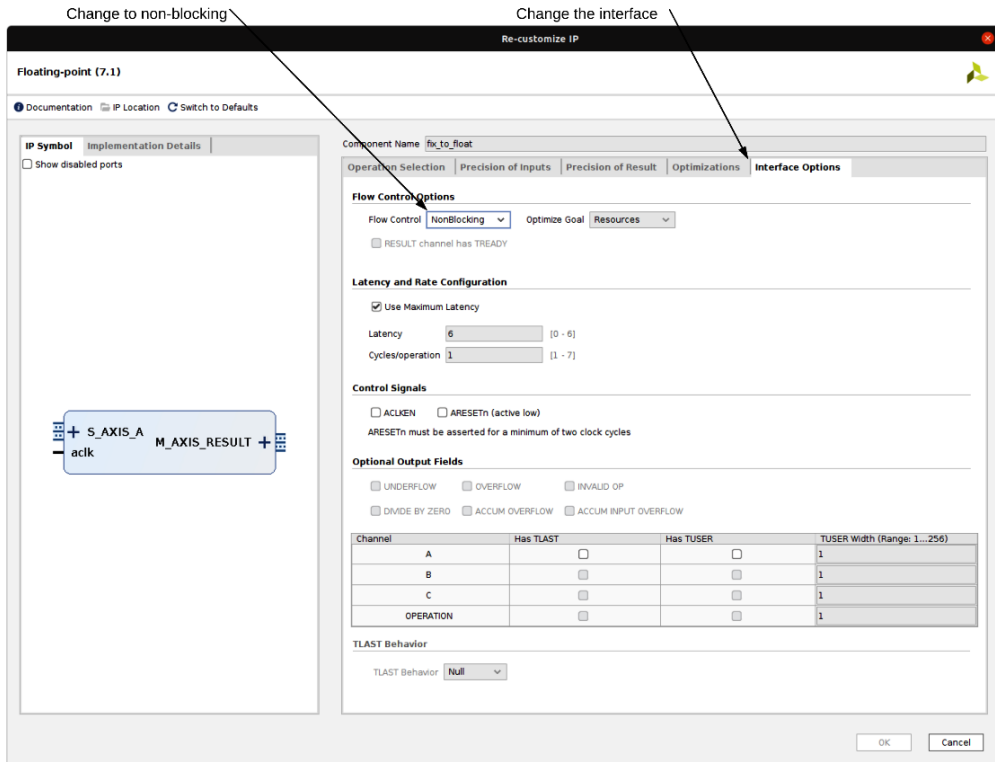 Change to non-blocking
Change the interface
Re-customize IP
Floating-point (7.1)
Documentation IP Location Switch to Defaults
IP Symbol Implementation Details
Show disabled ports
S_AXIS_A
aclk
M_AXIS_RESULT
Component Name fix_to_float
Operation Selection Precision of Inputs Precision of Result Optimizations Interface Options
Flow Control Options
Flow Control NonBlocking Optimize Goal Resources
RESULT channel has TREADY
Latency and Rate Configuration
Use Maximum Latency
Latency 6 [0 - 6]
Cycles/operation 1 [1 - 7]
Control Signals
ACLKEN ARESETn (active low)
ARESETn must be asserted for a minimum of two clock cycles
Optional Output Fields
UNDERFLOW OVERFLOW INVALID OP
DIVIDE BY ZERO ACCUM OVERFLOW ACCUM INPUT OVERFLOW
Channel Has TLAST Has TUSER TUSER Width (Range: 1...256)
A 1
B 1
C 1
OPERATION 1
TLAST Behavior
TLAST Behavior Null
OK Cancel